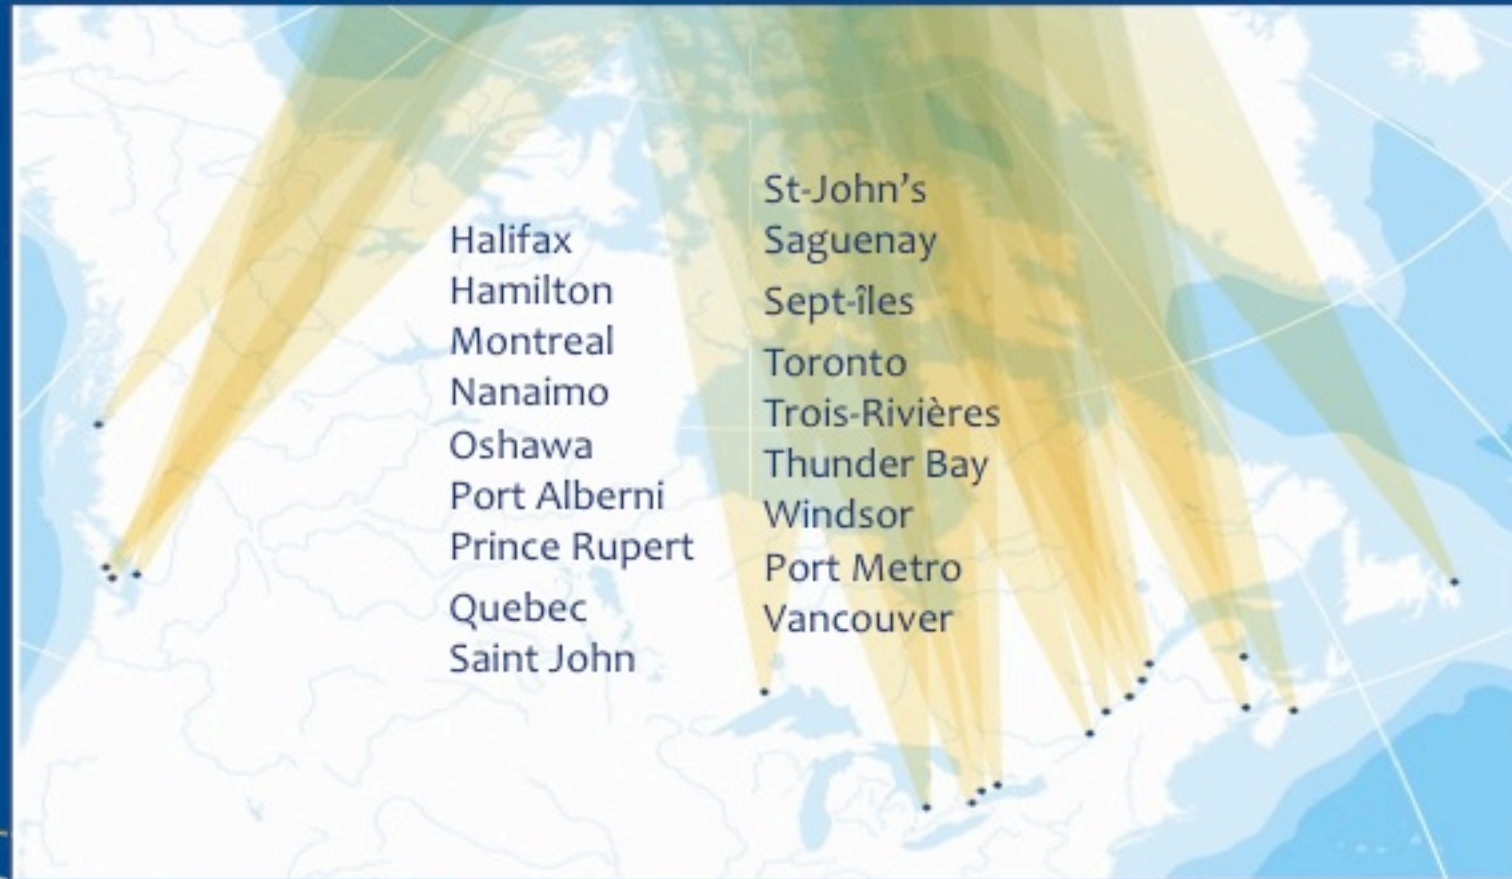 Halifax
Hamilton
Montreal
Nanaimo
Oshawa
Port Alberni
Prince Rupert
Quebec
Saint John
St-John’s
Saguenay
Sept-îles
Toronto
Trois-Rivières
Thunder Bay
Windsor
Port Metro
Vancouver